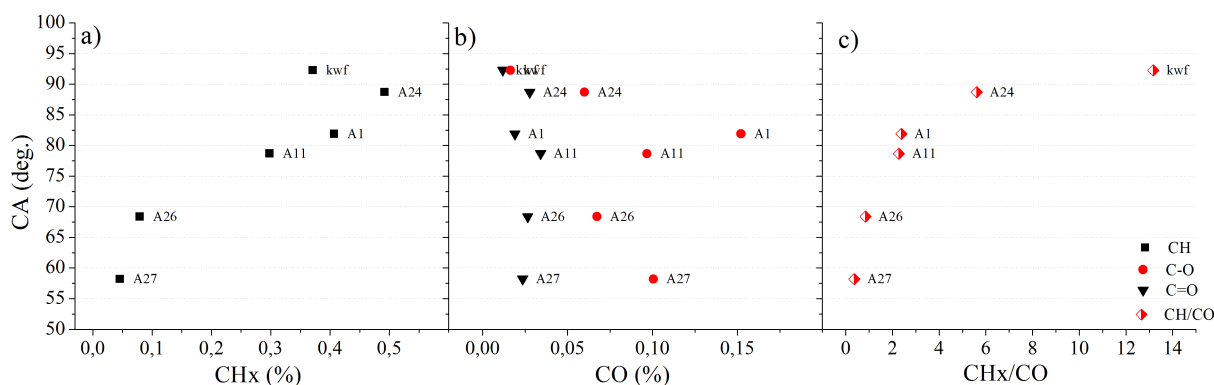 CA (deg.)
100
95
90
85
80
75
70
65
60
55
50
a)
kwf
A24
A1
A11
A26
A27
0,0 0,1 0,2 0,3 0,4 0,5
CHx (%)
b)
kwf
kwf
A24 A24
A1 A1
A11 A11
A26 A26
A27 A27
0,00 0,05 0,10 0,15
CO (%)
c)
kwf
A24
A1
A11
A26
A27
CH
C-O
C=O
CH/CO
0 2 4 6 8 10 12 14
CHx/CO